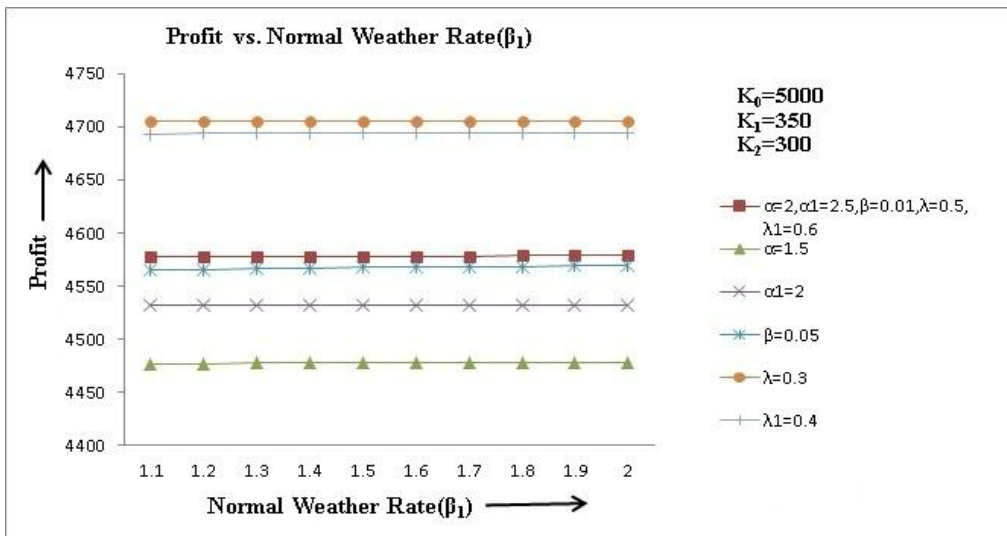 Profit vs. Normal Weather Rate(β₁)
4750
4700
4650
4600
4550
4500
4450
4400
Profit
1.1 1.2 1.3 1.4 1.5 1.6 1.7 1.8 1.9 2
Normal Weather Rate(β₁)
K₀=5000
K₁=350
K₂=300
α=2,α1=2.5,β=0.01,λ=0.5,
λ1=0.6
α=1.5
α1=2
β=0.05
λ=0.3
λ1=0.4